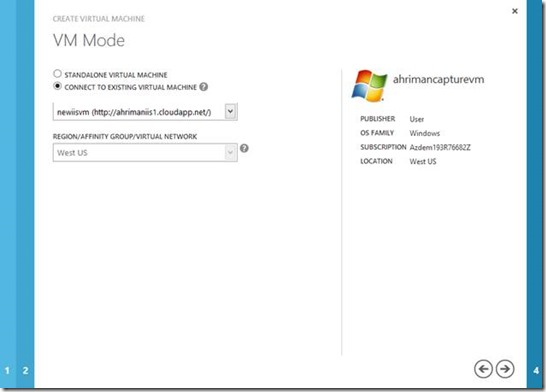 CREATE VIRTUAL MACHINE
VM Mode
STANDALONE VIRTUAL MACHINE
CONNECT TO EXISTING VIRTUAL MACHINE ?
newiisvm (http://ahrimaniis1.cloudapp.net/)
REGION/AFFINITY GROUP/VIRTUAL NETWORK
West US ?
ahrimancapturevm
PUBLISHER User
OS FAMILY Windows
SUBSCRIPTION Azdem193R76682Z
LOCATION West US
1 2 4